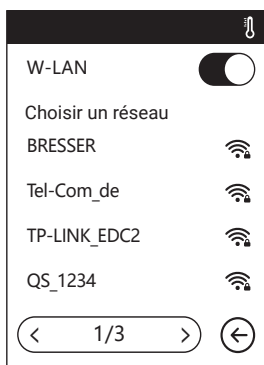 W-LAN
Choisir un réseau
BRESSER
Tel-Com_de
TP-LINK_EDC2
QS_1234
< 1/3 >